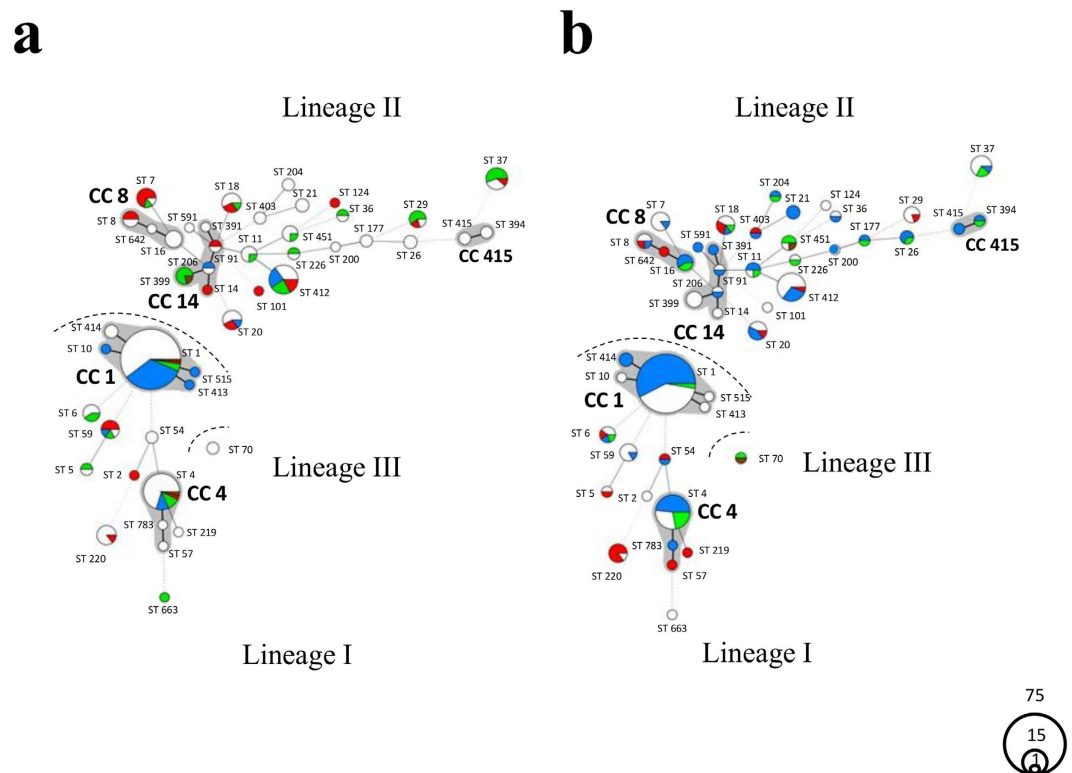 a
Lineage II
ST 204
ST 37
ST 7
CC 8
ST 18
ST 21
ST 124
ST 591
ST 403
ST 36
ST 29
ST 8
ST 391
ST 415
ST 394
ST 642
ST 11
ST 451
ST 16
ST 200
ST 26
CC 415
ST 177
ST 206
ST 91
ST 226
ST 399
ST 14
ST 412
CC 14
ST 101
ST 20
ST 414
ST 10
ST 1
CC 1
ST 515
ST 413
ST 6
ST 59
ST 54
ST 70
ST 5
ST 2
ST 4
Lineage III
CC 4
ST 783
ST 219
ST 220
ST 57
ST 663
Lineage I
b
Lineage II
ST 37
ST 204
ST 7
ST 21
ST 124
ST 29
CC 8
ST 18
ST 403
ST 36
ST 177
ST 415
ST 394
ST 8
ST 591
ST 391
ST 451
ST 26
CC 415
ST 642
ST 16
ST 11
ST 226
ST 200
ST 206
ST 91
ST 399
ST 412
ST 14
ST 101
CC 14
ST 20
ST 414
ST 1
ST 10
CC 1
ST 515
ST 413
ST 6
ST 59
ST 54
ST 70
Lineage III
ST 5
ST 2
ST 4
CC 4
ST 783
ST 219
ST 220
ST 57
ST 663
Lineage I
75
15
1